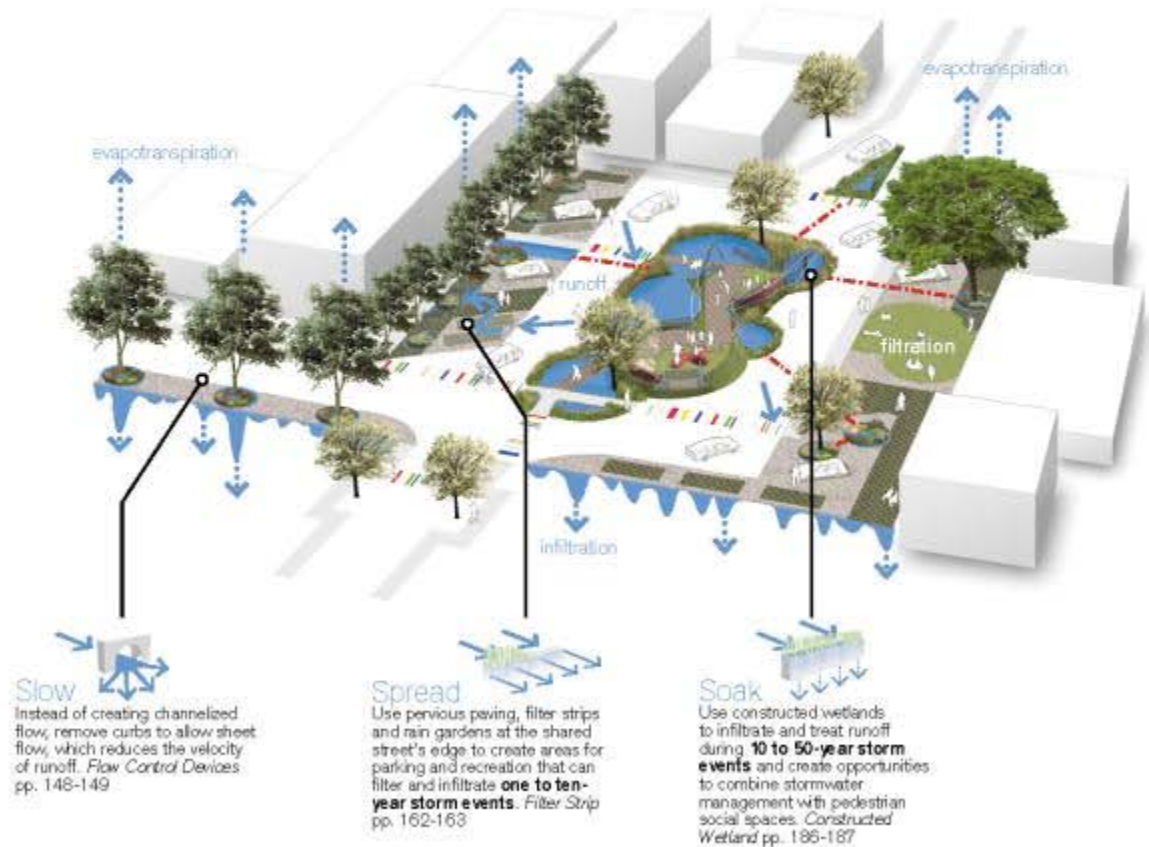 evapotranspiration
evapotranspiration
runoff
filtration
infiltration
Slow
Instead of creating channelized
flow, remove curbs to allow sheet
flow, which reduces the velocity
of runoff. Flow Control Devices
pp. 148-149
Spread
Use pervious paving, filter strips
and rain gardens at the shared
street's edge to create areas for
parking and recreation that can
filter and infiltrate one to ten-
year storm events. Filter Strip
pp. 162-163
Soak
Use constructed wetlands
to infiltrate and treat runoff
during 10 to 50-year storm
events and create opportunities
to combine stormwater
management with pedestrian
social spaces. Constructed
Wetland pp. 186-187